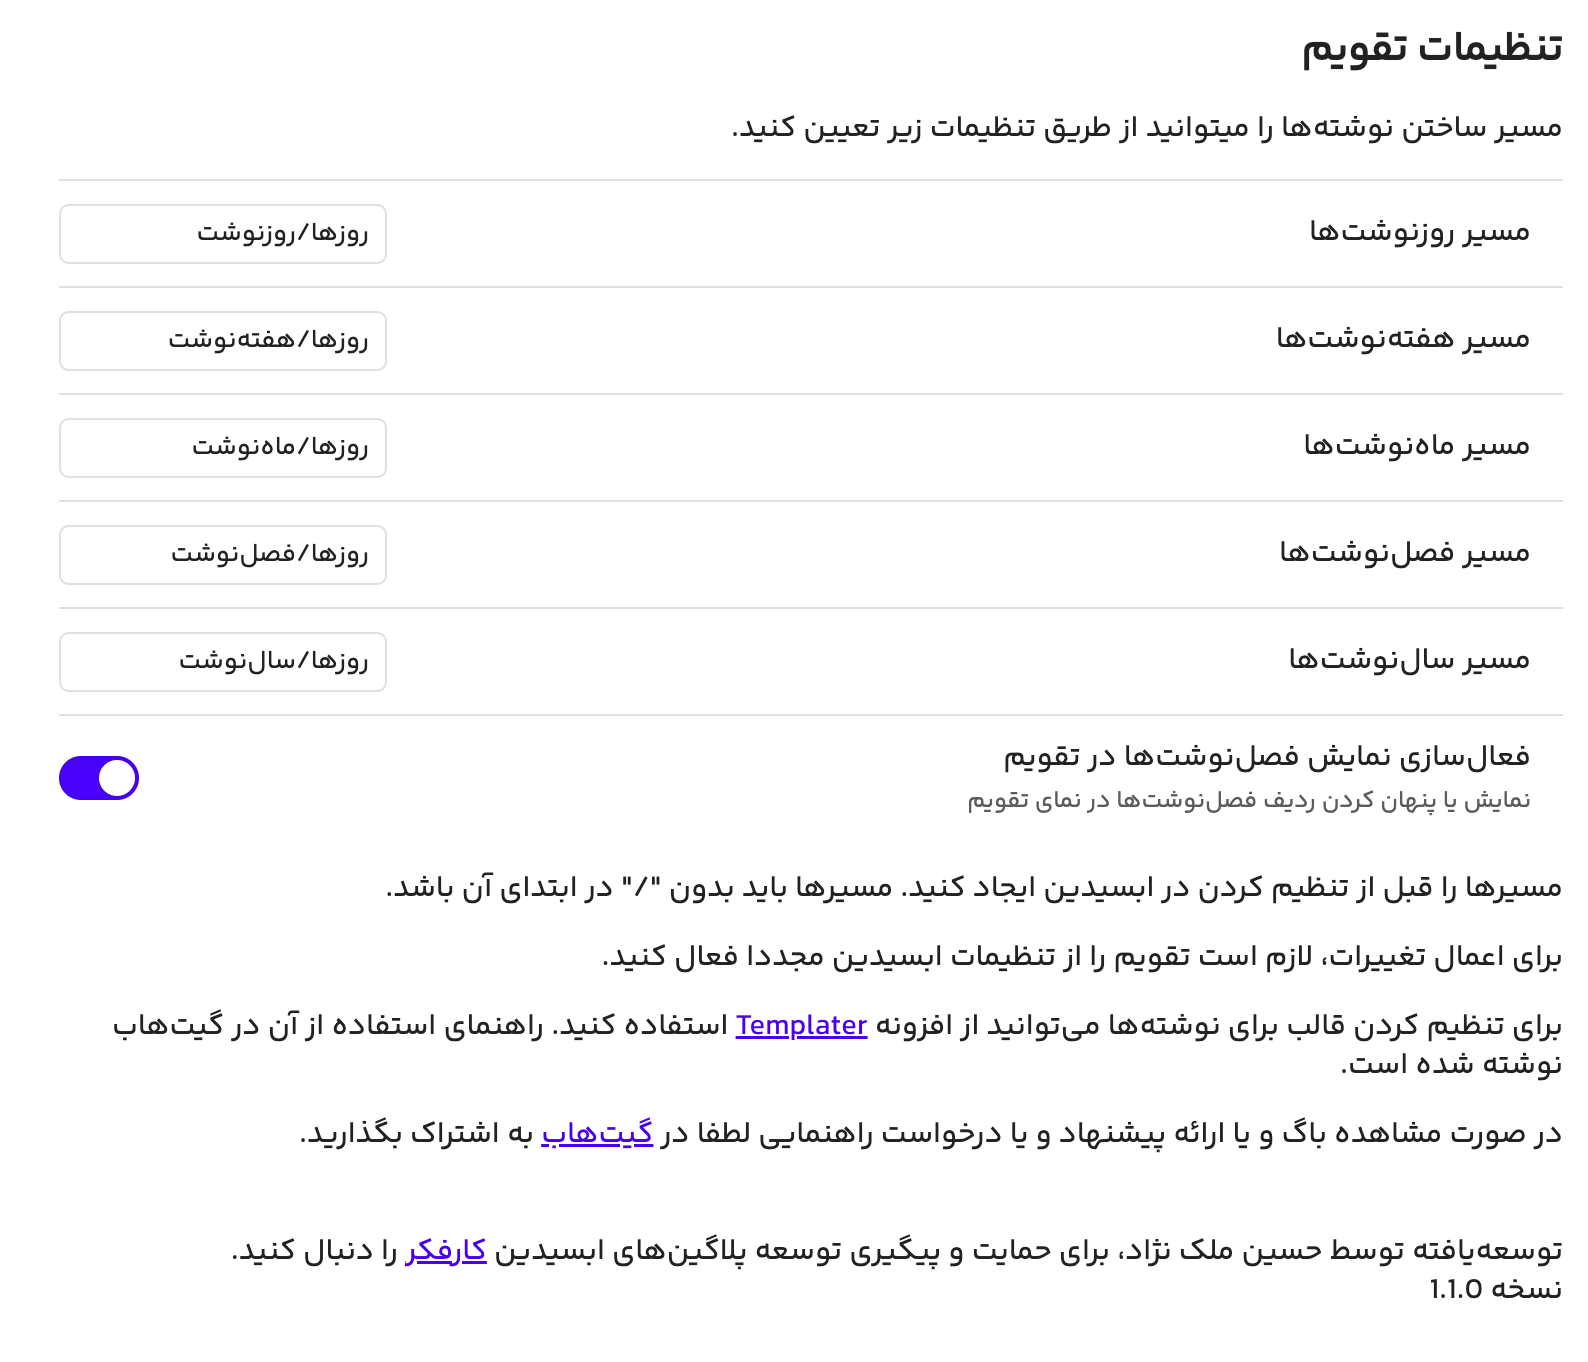 تنظیمات تقویم
مسیر ساختن نوشته‌ها را میتوانید از طریق تنظیمات زیر تعیین کنید.
مسیر روزنوشت‌ها
روزها/روزنوشت
مسیر هفته‌نوشت‌ها
روزها/هفته‌نوشت
مسیر ماه‌نوشت‌ها
روزها/ماه‌نوشت
مسیر فصل‌نوشت‌ها
روزها/فصل‌نوشت
مسیر سال‌نوشت‌ها
روزها/سال‌نوشت
فعال‌سازی نمایش فصل‌نوشت‌ها در تقویم
نمایش یا پنهان کردن ردیف فصل‌نوشت‌ها در نمای تقویم
مسیرها را قبل از تنظیم کردن در ابسیدین ایجاد کنید. مسیرها باید بدون "/" در ابتدای آن باشد.
برای اعمال تغییرات، لازم است تقویم را از تنظیمات ابسیدین مجددا فعال کنید.
برای تنظیم کردن قالب برای نوشته‌ها می‌توانید از افزونه Templater استفاده کنید. راهنمای استفاده از آن در گیت‌هاب
نوشته شده است.
در صورت مشاهده باگ و یا ارائه پیشنهاد و یا درخواست راهنمایی لطفا در گیت‌هاب به اشتراک بگذارید.
توسعه‌یافته توسط حسین ملک نژاد، برای حمایت و پیگیری توسعه پلاگین‌های ابسیدین کارفکر را دنبال کنید.
نسخه 1.1.0